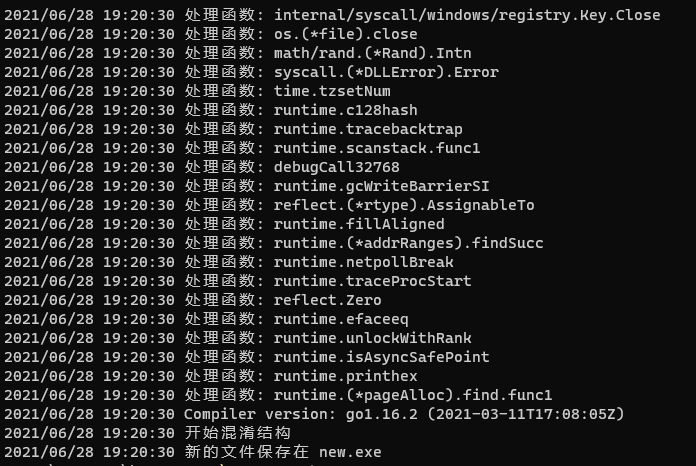 2021/06/28 19:20:30 处理函数: internal/syscall/windows/registry.Key.Close
2021/06/28 19:20:30 处理函数: os.(*file).close
2021/06/28 19:20:30 处理函数: math/rand.(*Rand).Intn
2021/06/28 19:20:30 处理函数: syscall.(*DLLError).Error
2021/06/28 19:20:30 处理函数: time.tzsetNum
2021/06/28 19:20:30 处理函数: runtime.c128hash
2021/06/28 19:20:30 处理函数: runtime.tracebacktrap
2021/06/28 19:20:30 处理函数: runtime.scanstack.func1
2021/06/28 19:20:30 处理函数: debugCall32768
2021/06/28 19:20:30 处理函数: runtime.gcWriteBarrierSI
2021/06/28 19:20:30 处理函数: reflect.(*rtype).AssignableTo
2021/06/28 19:20:30 处理函数: runtime.fillAligned
2021/06/28 19:20:30 处理函数: runtime.(*addrRanges).findSucc
2021/06/28 19:20:30 处理函数: runtime.netpollBreak
2021/06/28 19:20:30 处理函数: runtime.traceProcStart
2021/06/28 19:20:30 处理函数: reflect.Zero
2021/06/28 19:20:30 处理函数: runtime.efaceeq
2021/06/28 19:20:30 处理函数: runtime.unlockWithRank
2021/06/28 19:20:30 处理函数: runtime.isAsyncSafePoint
2021/06/28 19:20:30 处理函数: runtime.printhex
2021/06/28 19:20:30 处理函数: runtime.(*pageAlloc).find.func1
2021/06/28 19:20:30 Compiler version: go1.16.2 (2021-03-11T17:08:05Z)
2021/06/28 19:20:30 开始混淆结构
2021/06/28 19:20:30 新的文件保存在 new.exe